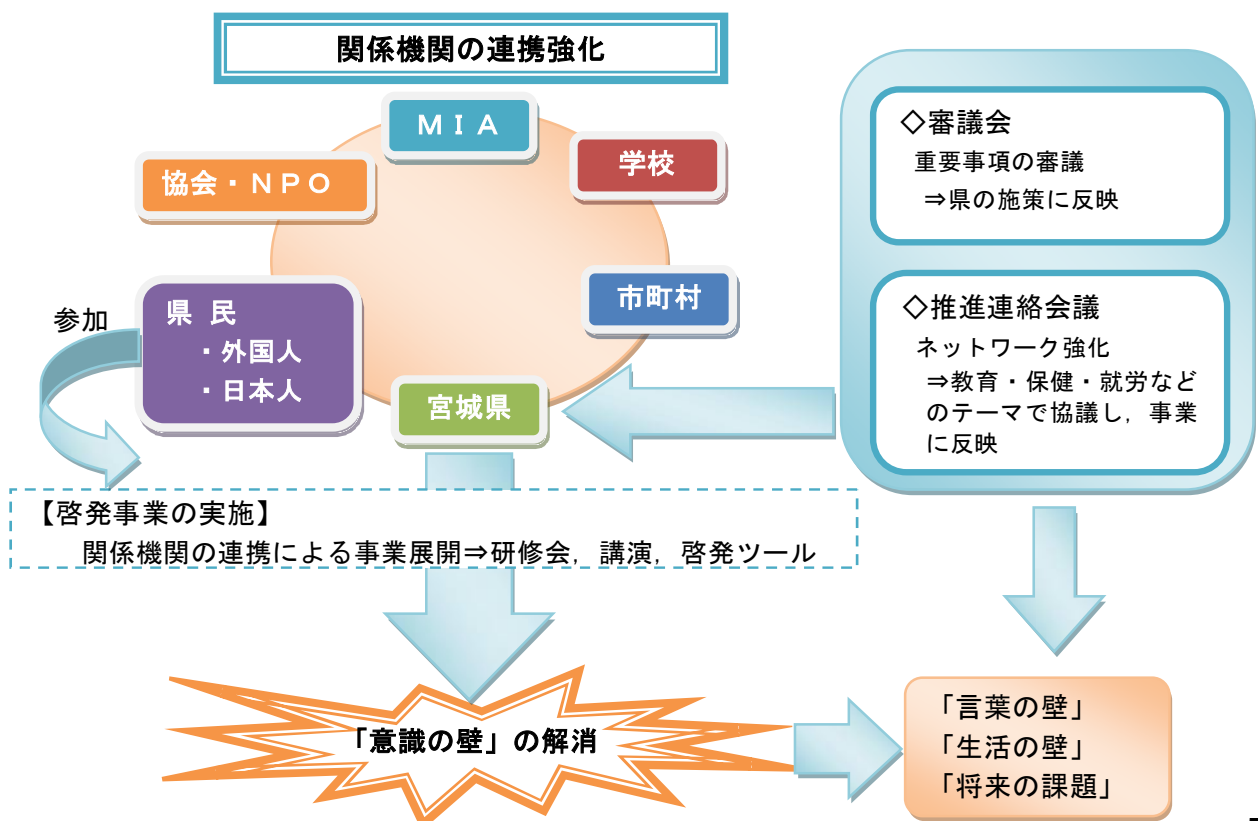 関係機関の連携強化
ＭＩＡ
学校
協会・ＮＰＯ
市町村
県 民
・外国人
・日本人
宮城県
参加
◇審議会
重要事項の審議
⇒県の施策に反映
◇推進連絡会議
ネットワーク強化
⇒教育・保健・就労など
のテーマで協議し，事業
に反映
【啓発事業の実施】
関係機関の連携による事業展開⇒研修会，講演，啓発ツール
「意識の壁」の解消
「言葉の壁」
「生活の壁」
「将来の課題」